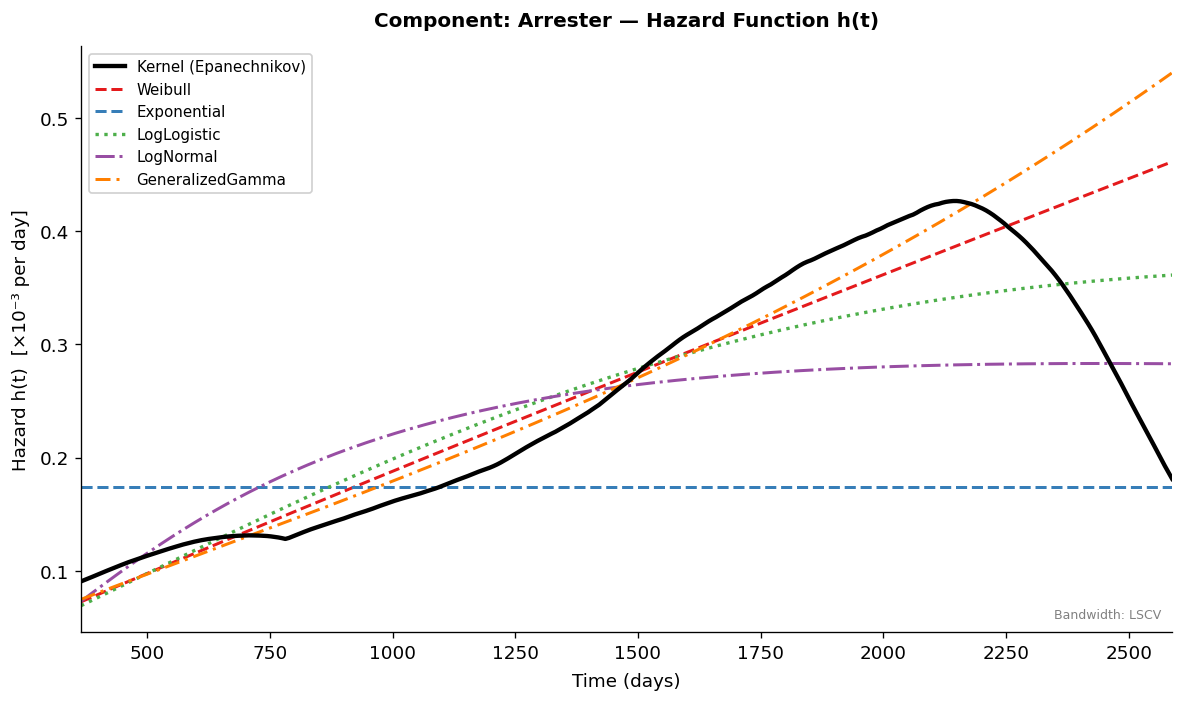 Component: Arrester — Hazard Function h(t)
Kernel (Epanechnikov)
Weibull
Exponential
LogLogistic
LogNormal
GeneralizedGamma
Hazard h(t)  [×10⁻³ per day]
0.5
0.4
0.3
0.2
0.1
Bandwidth: LSCV
500 750 1000 1250 1500 1750 2000 2250 2500
Time (days)